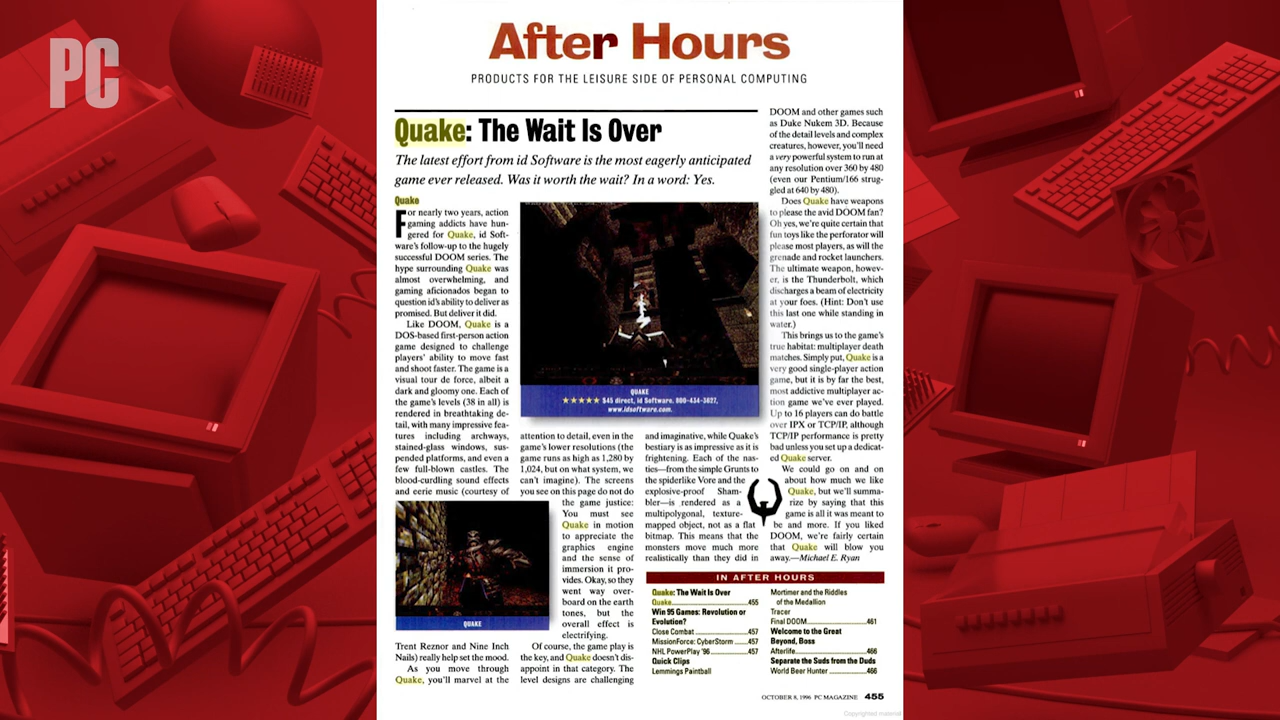 PC
After Hours
PRODUCTS FOR THE LEISURE SIDE OF PERSONAL COMPUTING
Quake: The Wait Is Over
The latest effort from id Software is the most eagerly anticipated
game ever released. Was it worth the wait? In a word: Yes.
Quake
For nearly two years, action
gaming addicts have hun-
gered for Quake, id Soft-
ware's follow-up to the hugely
successful DOOM series. The
hype surrounding Quake was
almost overwhelming, and
gaming aficionados began to
question id's ability to deliver as
promised. But deliver it did.
Like DOOM, Quake is a
DOS-based first-person action
game designed to challenge
players' ability to move fast
and shoot faster. The game is a
visual tour de force, albeit a
dark and gloomy one. Each of
the game's levels (38 in all) is
rendered in breathtaking de-
tail, with many impressive fea-
tures including archways,
stained-glass windows, sus-
pended platforms, and even a
few full-blown castles. The
blood-curdling sound effects
and eerie music (courtesy of
QUAKE
Trent Reznor and Nine Inch
Nails) really help set the mood.
As you move through
Quake, you'll marvel at the
QUAKE
★★★★★ $45 direct, id Software. 800-434-3827,
www.idsoftware.com.
attention to detail, even in the
game's lower resolutions (the
game runs as high as 1,280 by
1,024, but on what system, we
can't imagine). The screens
you see on this page do not do
the game justice:
You must see
Quake in motion
to appreciate the
graphics engine
and the sense of
immersion it pro-
vides. Okay, so they
went way over-
board on the earth
tones, but the
overall effect is
electrifying.
Of course, the game play is
the key, and Quake doesn't dis-
appoint in that category. The
level designs are challenging
and imaginative, while Quake's
bestiary is as impressive as it is
frightening. Each of the nas-
ties—from the simple Grunts to
the spiderlike Vore and the
explosive-proof Sham-
bler—is rendered as a
multipolygonal, texture-
mapped object, not as a flat
bitmap. This means that the
monsters move much more
realistically than they did in
DOOM and other games such
as Duke Nukem 3D. Because
of the detail levels and complex
creatures, however, you'll need
a very powerful system to run at
any resolution over 360 by 480
(even our Pentium/166 strug-
gled at 640 by 480).
Does Quake have weapons
to please the avid DOOM fan?
Oh yes, we're quite certain that
fun toys like the perforator will
please most players, as will the
grenade and rocket launchers.
The ultimate weapon, howev-
er, is the Thunderbolt, which
discharges a beam of electricity
at your foes. (Hint: Don't use
this last one while standing in
water.)
This brings us to the game's
true habitat: multiplayer death
matches. Simply put, Quake is a
very good single-player action
game, but it is by far the best,
most addictive multiplayer ac-
tion game we've ever played.
Up to 16 players can do battle
over IPX or TCP/IP, although
TCP/IP performance is pretty
bad unless you set up a dedicat-
ed Quake server.
We could go on and on
about how much we like
Quake, but we'll summa-
rize by saying that this
game is all it was meant to
be and more. If you liked
DOOM, we're fairly certain
that Quake will blow you
away.—Michael E. Ryan
IN AFTER HOURS
Quake: The Wait Is Over
Quake 455
Win 95 Games: Revolution or
Evolution?
Close Combat 457
MissionForce: CyberStorm 457
NHL PowerPlay '96 457
Quick Clips
Lemmings Paintball
Mortimer and the Riddles
of the Medallion
Tracer
Final DOOM 461
Welcome to the Great
Beyond, Boss
Afterlife 466
Separate the Suds from the Duds
World Beer Hunter 466
OCTOBER 8, 1996 PC MAGAZINE 455
Copyrighted material